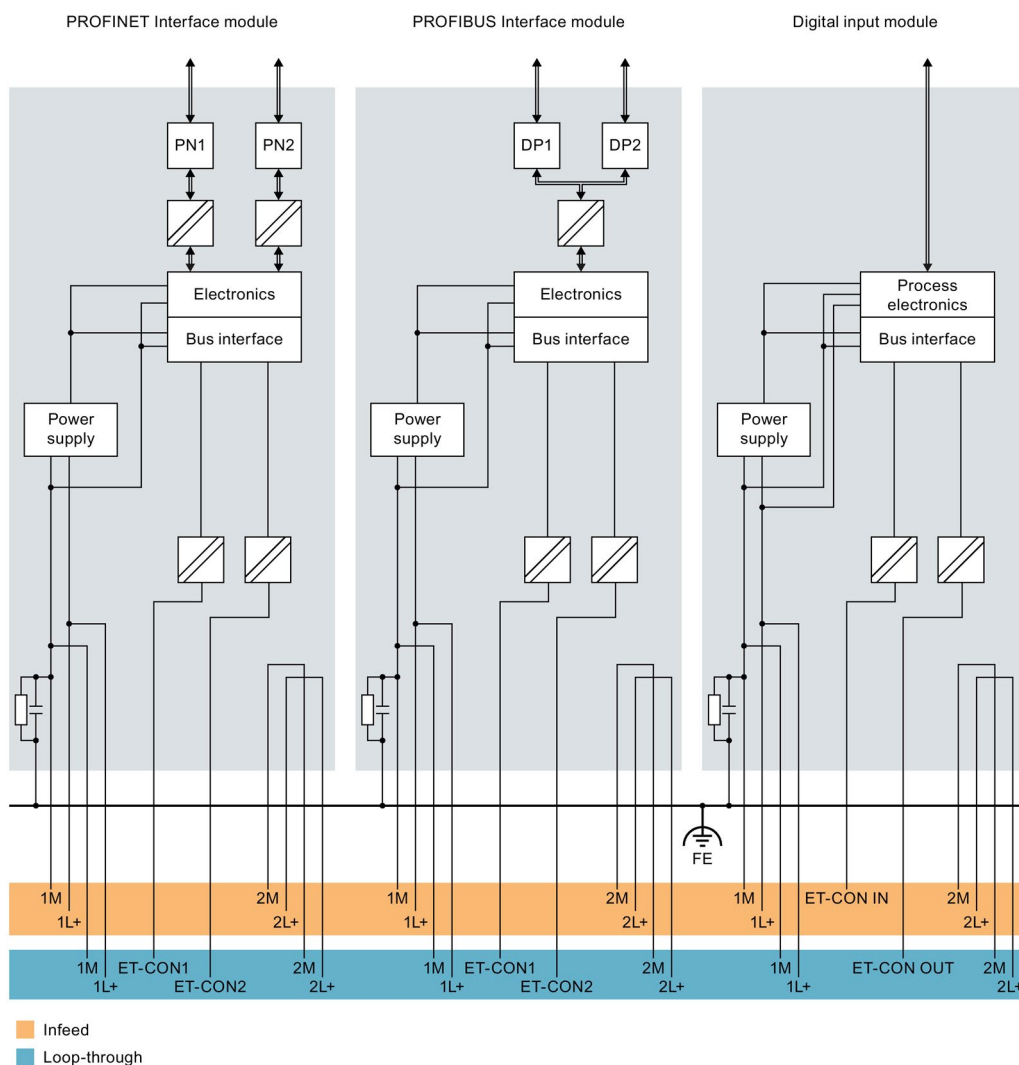 PROFINET Interface module
PROFIBUS Interface module
Digital input module
PN1
PN2
DP1
DP2
Electronics
Bus interface
Electronics
Bus interface
Process
electronics
Bus interface
Power
supply
Power
supply
Power
supply
FE
1M
2M
1M
2M
1M
ET-CON IN
2M
1L+
2L+
1L+
2L+
1L+
2L+
1M
ET-CON1
2M
1M
ET-CON1
2M
1M
ET-CON OUT
2M
1L+
ET-CON2
2L+
1L+
ET-CON2
2L+
1L+
2L+
Infeed
Loop-through